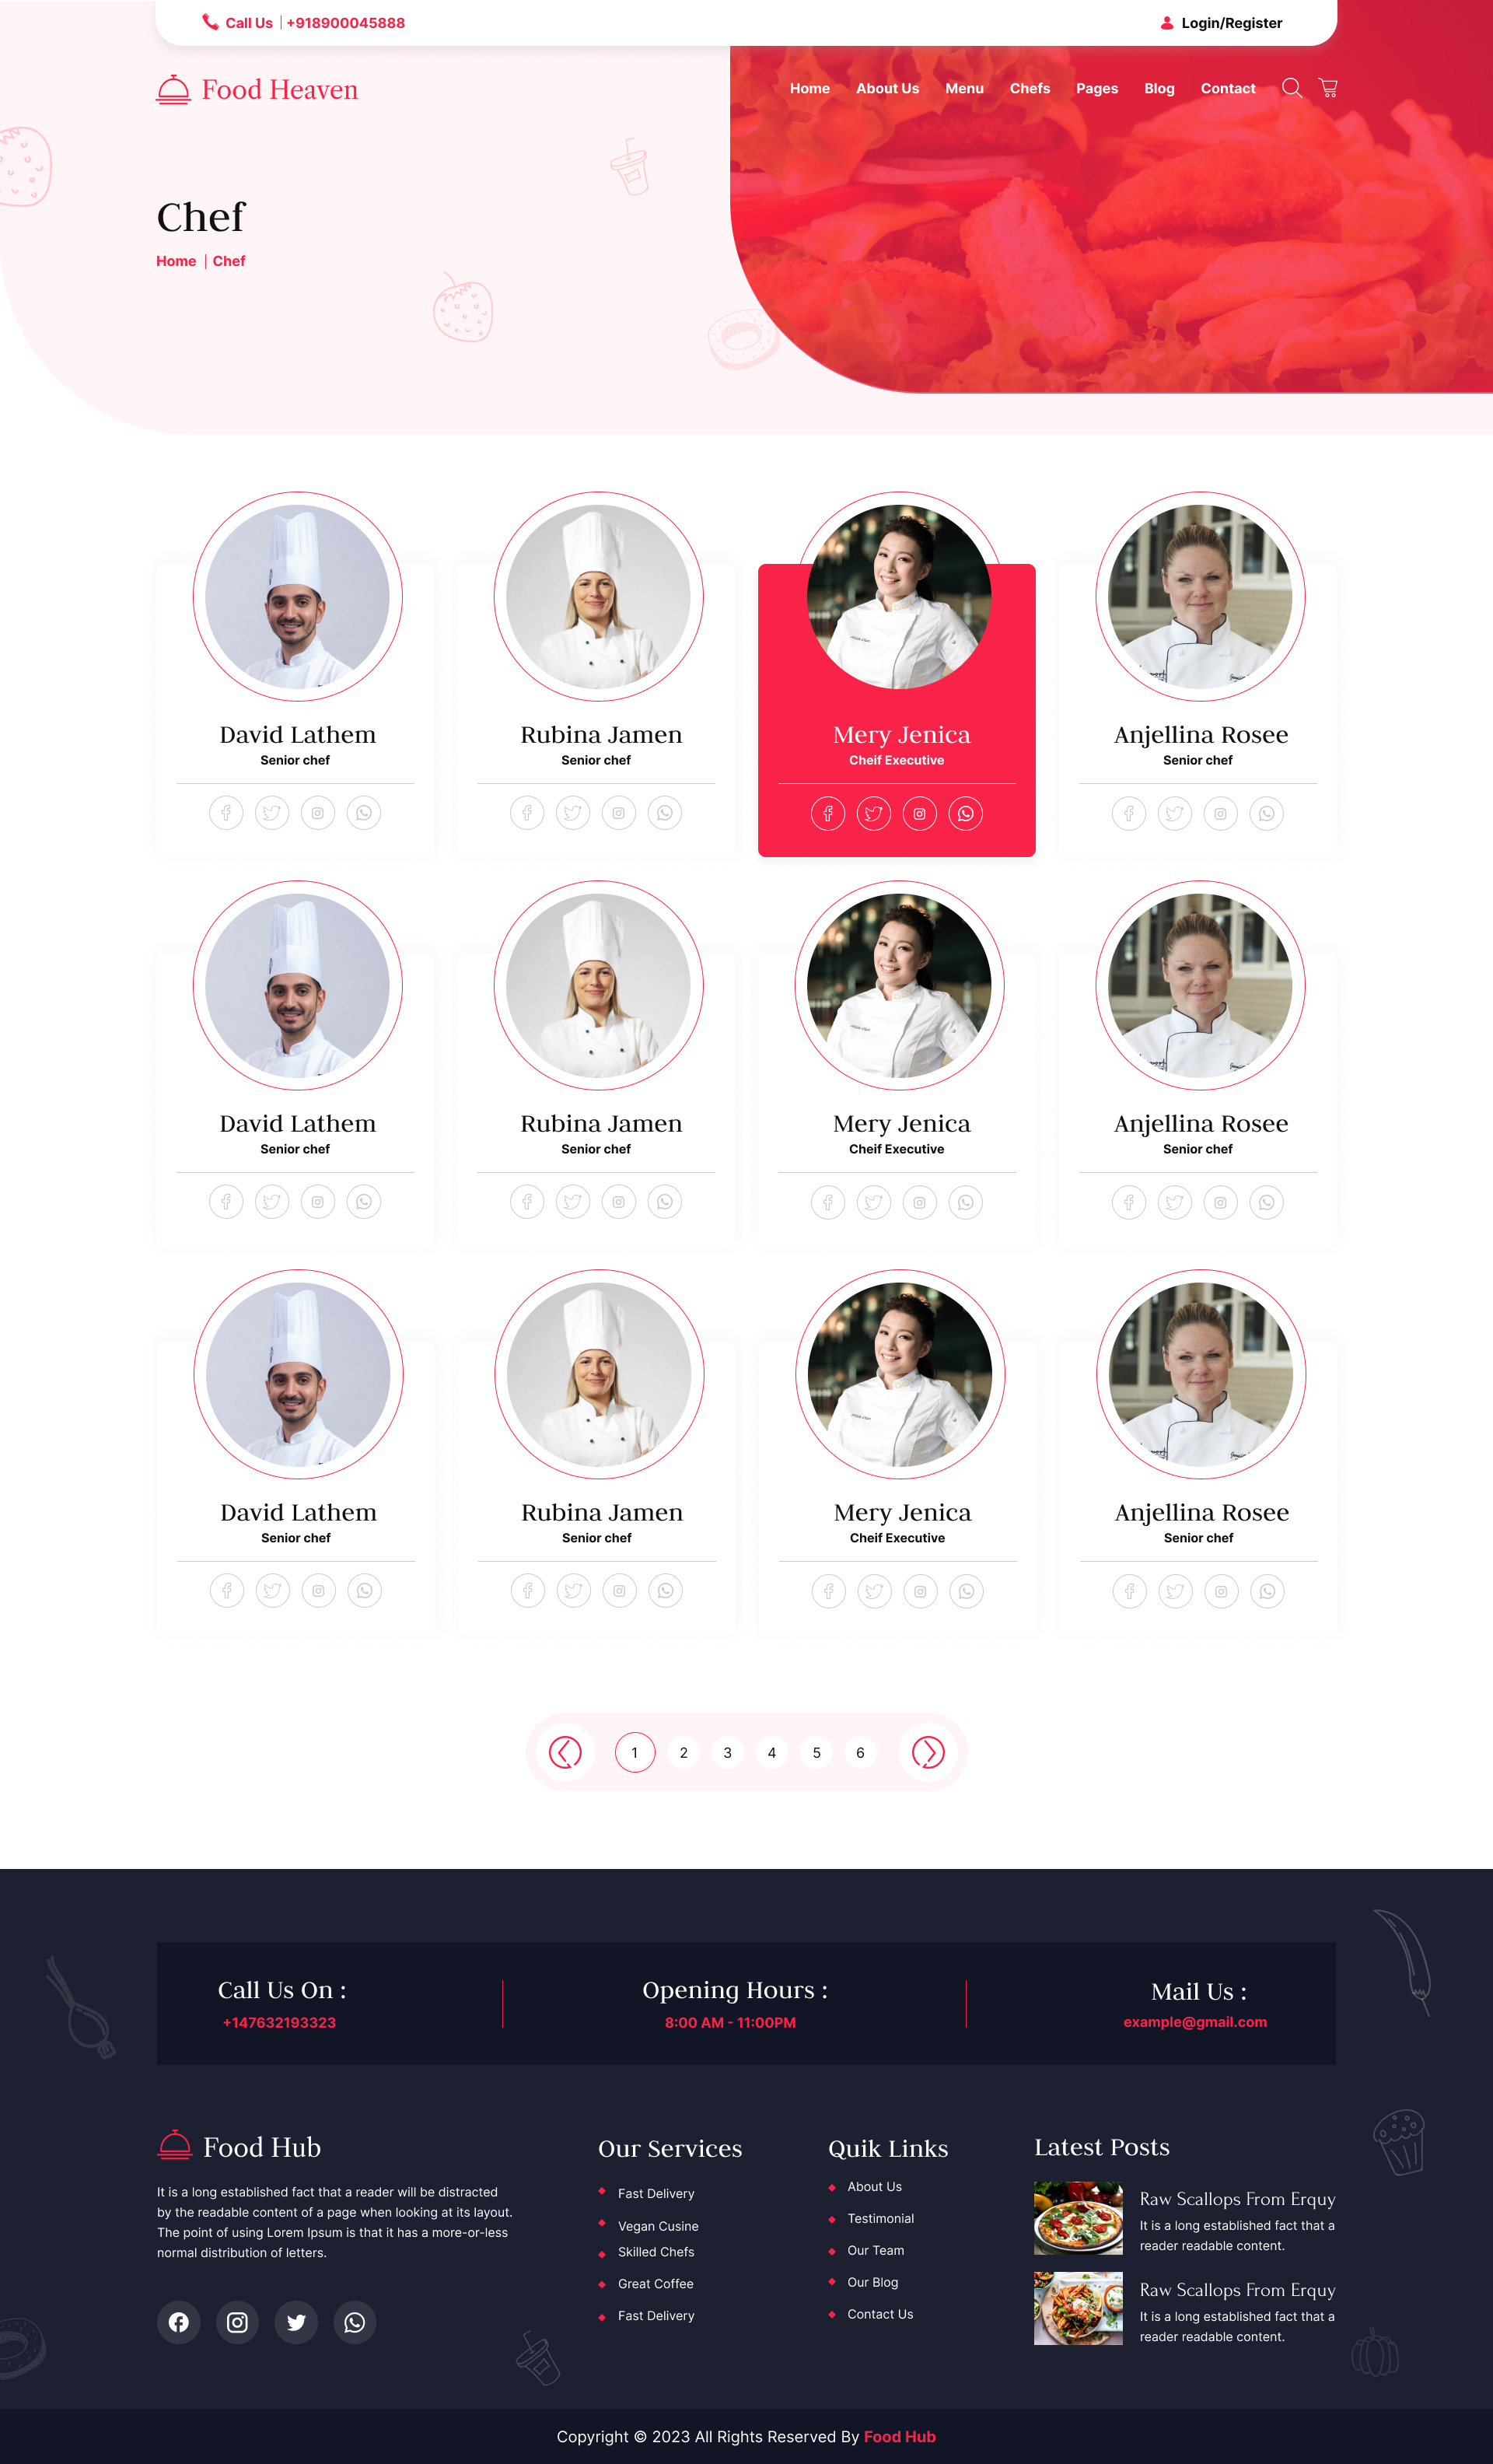 Call Us | +918900045888
Login/Register
Food Heaven
Home About Us Menu Chefs Pages Blog Contact
Chef
Home | Chef
David Lathem Rubina Jamen Mery Jenica Anjellina Rosee
Senior chef Senior chef Cheif Executive Senior chef
David Lathem Rubina Jamen Mery Jenica Anjellina Rosee
Senior chef Senior chef Cheif Executive Senior chef
David Lathem Rubina Jamen Mery Jenica Anjellina Rosee
Senior chef Senior chef Cheif Executive Senior chef
1 2 3 4 5 6
Call Us On :
+147632193323
Opening Hours :
8:00 AM - 11:00PM
Mail Us :
example@gmail.com
Food Hub
It is a long established fact that a reader will be distracted
by the readable content of a page when looking at its layout.
The point of using Lorem Ipsum is that it has a more-or-less
normal distribution of letters.
Our Services
Fast Delivery
Vegan Cusine
Skilled Chefs
Great Coffee
Fast Delivery
Quik Links
About Us
Testimonial
Our Team
Our Blog
Contact Us
Latest Posts
Raw Scallops From Erquy
It is a long established fact that a
reader readable content.
Raw Scallops From Erquy
It is a long established fact that a
reader readable content.
Copyright © 2023 All Rights Reserved By Food Hub